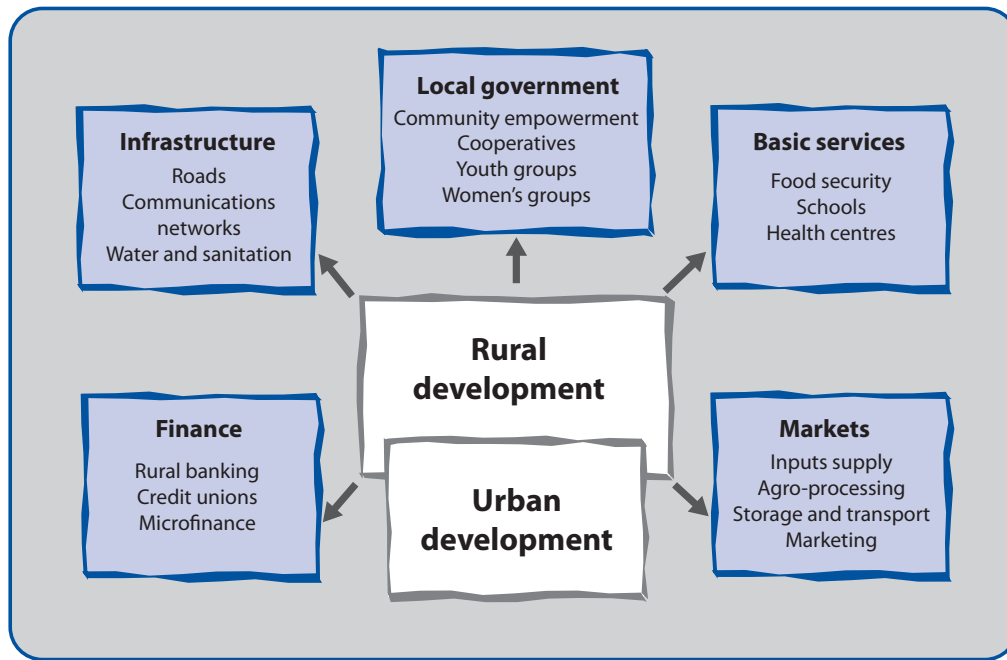 Local government
Community empowerment
Cooperatives
Youth groups
Women’s groups
Infrastructure
Roads
Communications
networks
Water and sanitation
Basic services
Food security
Schools
Health centres
Rural
development
Finance
Rural banking
Credit unions
Microfinance
Urban
development
Markets
Inputs supply
Agro-processing
Storage and transport
Marketing